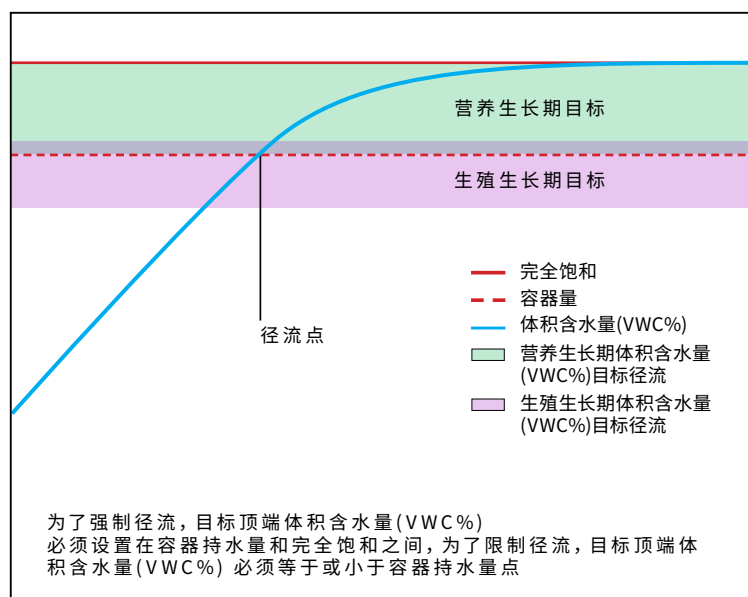 营养生长期目标
生殖生长期目标
径流点
完全饱和
容器量
体积含水量(VWC%)
营养生长期体积含水量
(VWC%)目标径流
生殖生长期体积含水量
(VWC%)目标径流
为了强制径流，目标顶端体积含水量(VWC%)
必须设置在容器持水量和完全饱和之间，为了限制径流，目标顶端体
积含水量(VWC%) 必须等于或小于容器持水量点